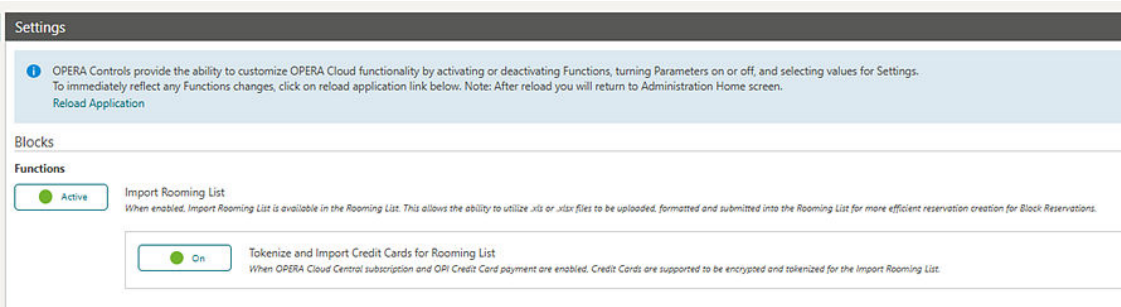 Settings
OPERA Controls provide the ability to customize OPERA Cloud functionality by activating or deactivating Functions, turning Parameters on or off, and selecting values for Settings.
To immediately reflect any Functions changes, click on reload application link below. Note: After reload you will return to Administration Home screen.
Reload Application
Blocks
Functions
Active
Import Rooming List
When enabled, Import Rooming List is available in the Rooming List. This allows the ability to utilize .xls or .xlsx files to be uploaded, formatted and submitted into the Rooming List for more efficient reservation creation for Block Reservations.
On
Tokenize and Import Credit Cards for Rooming List
When OPERA Cloud Central subscription and OPI Credit Card payment are enabled, Credit Cards are supported to be encrypted and tokenized for the Import Rooming List.